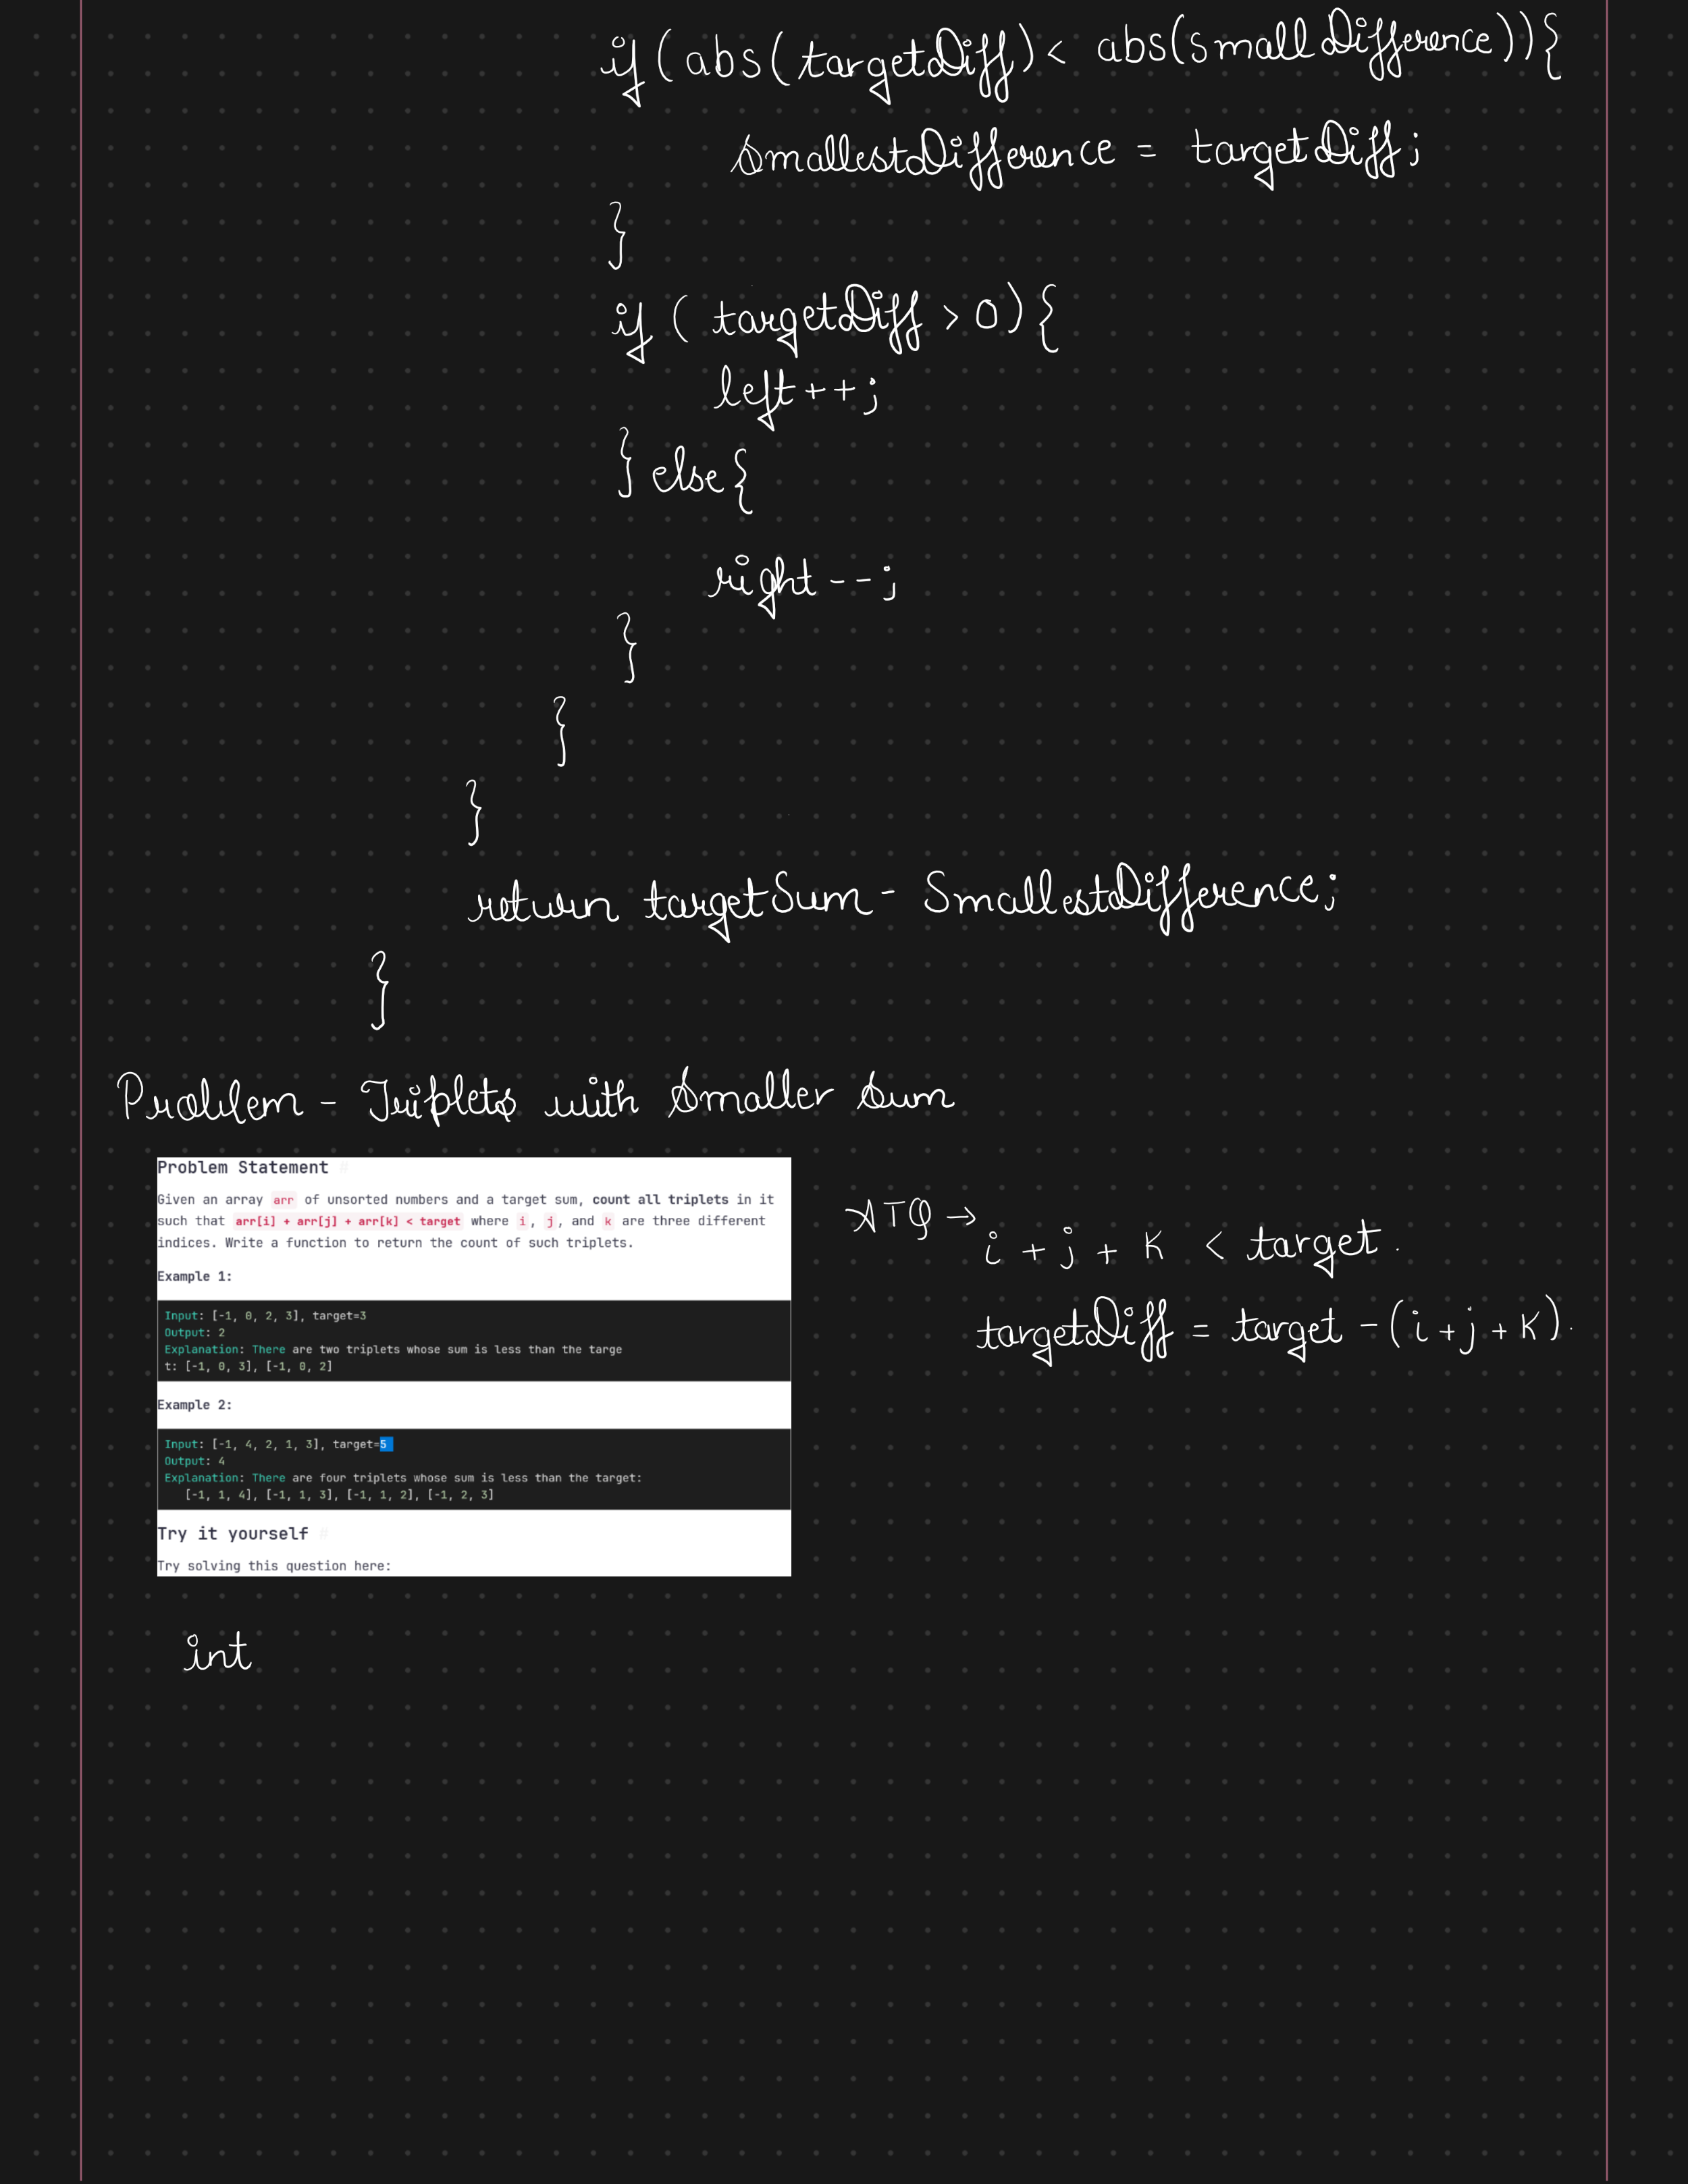 if (abs(targetDiff) < abs(smallDifference)){
smallestDifference = targetDiff;
}
if ( targetDiff > 0) {
left++;
} else {
right--;
}
}
}
return targetSum - SmallestDifference;
}
Problem - Triplets with Smaller Sum
Problem Statement #
Given an array arr of unsorted numbers and a target sum, count all triplets in it
such that arr[i] + arr[j] + arr[k] < target where i, j, and k are three different
indices. Write a function to return the count of such triplets.
Example 1:
Input: [-1, 0, 2, 3], target=3
Output: 2
Explanation: There are two triplets whose sum is less than the targe
t: [-1, 0, 3], [-1, 0, 2]
Example 2:
Input: [-1, 4, 2, 1, 3], target=5
Output: 4
Explanation: There are four triplets whose sum is less than the target:
[-1, 1, 4], [-1, 1, 3], [-1, 1, 2], [-1, 2, 3]
Try it yourself #
Try solving this question here:
ATQ →
i + j + K < target.
targetDiff = target - (i + j + K).
int